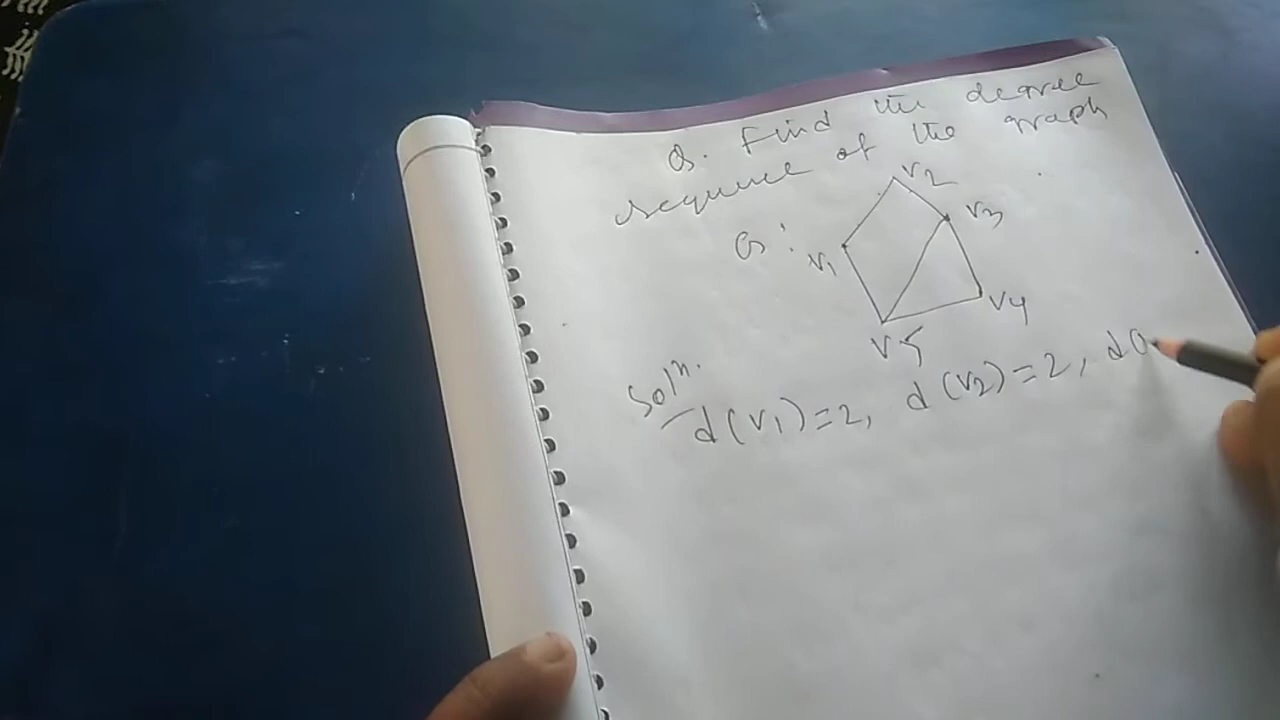 Q. Find the degree
sequence of the graph
G:
v2
v3
v1
v4
v5
Soln.
d(v1)=2, d(v2)=2, d(